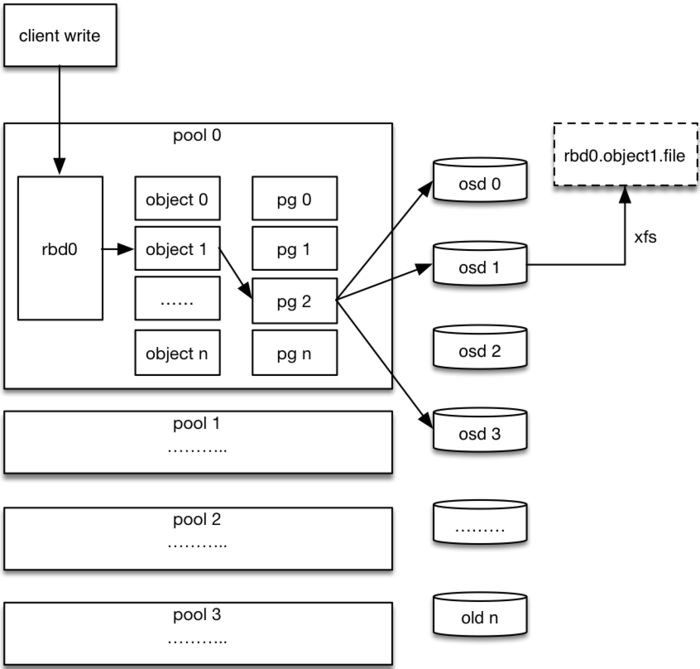 client write
pool 0
rbd0
object 0
object 1
……
object n
pg 0
pg 1
pg 2
pg n
osd 0
osd 1
osd 2
osd 3
………
old n
rbd0.object1.file
xfs
pool 1
………..
pool 2
………..
pool 3
………..